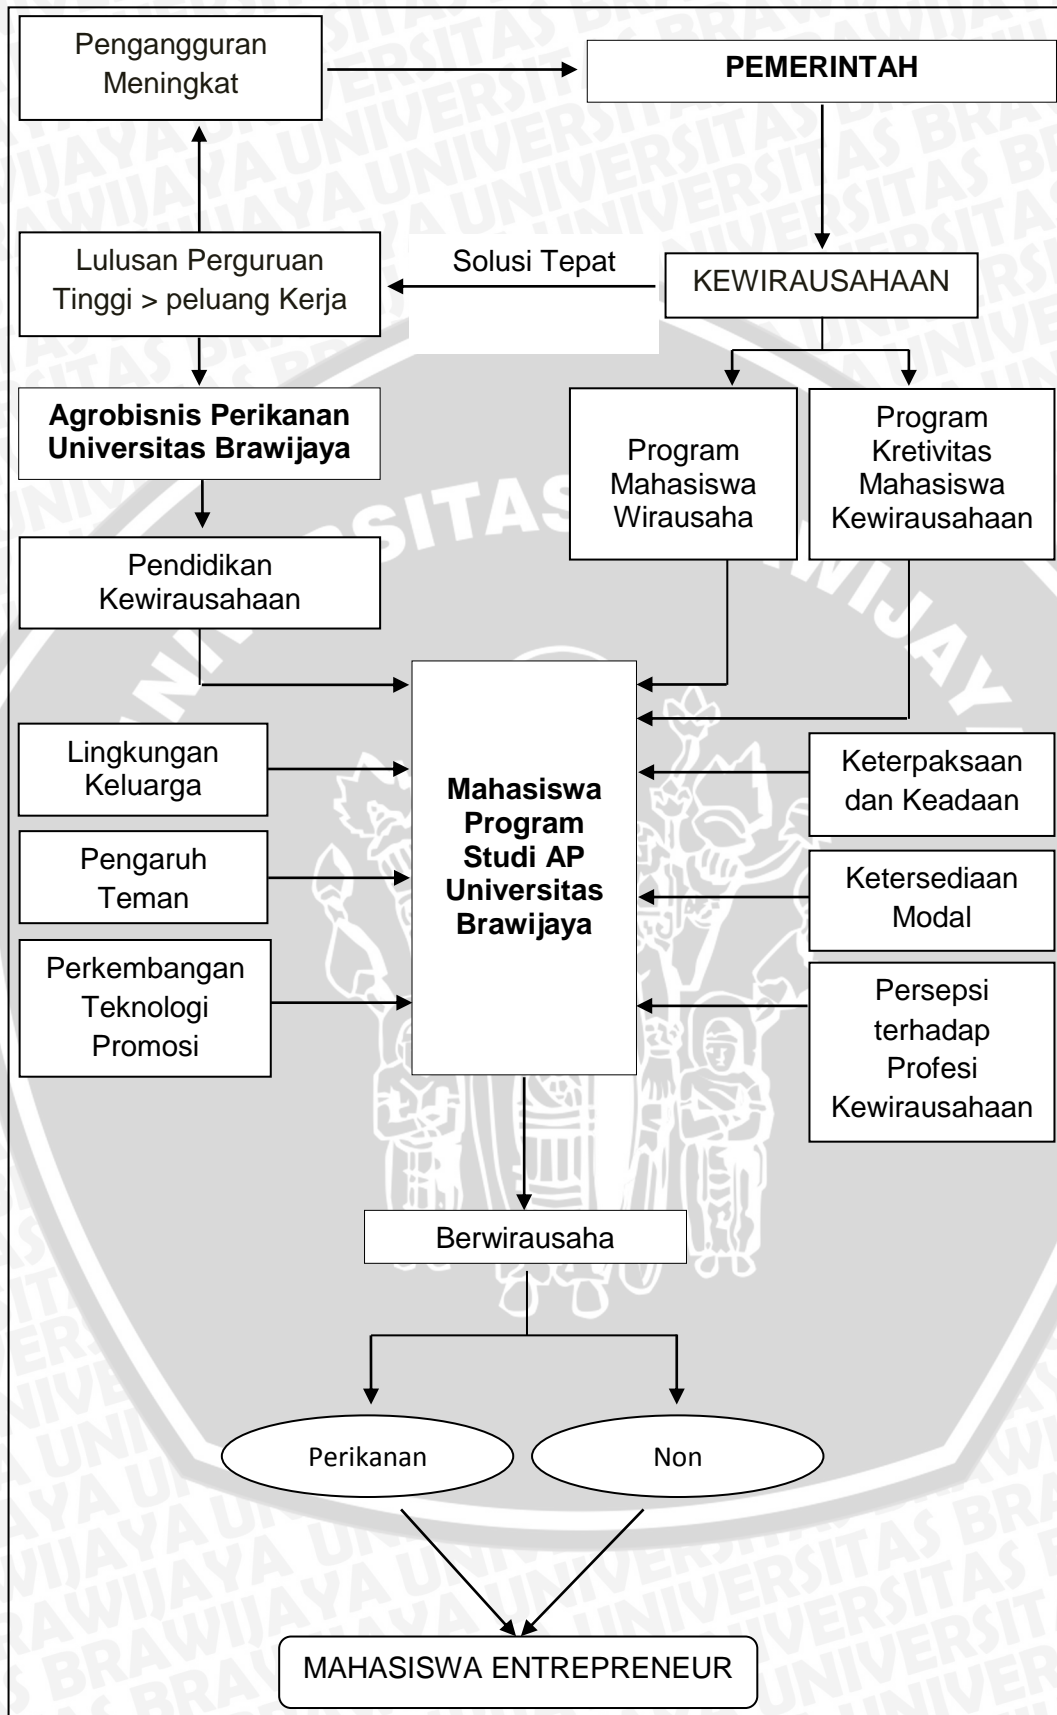 Pengangguran
Meningkat
PEMERINTAH
Lulusan Perguruan
Tinggi > peluang Kerja
Solusi Tepat
KEWIRAUSAHAAN
Agrobisnis Perikanan
Universitas Brawijaya
Program
Mahasiswa
Wirausaha
Program
Kretivitas
Mahasiswa
Kewirausahaan
Pendidikan
Kewirausahaan
Lingkungan
Keluarga
Pengaruh
Teman
Perkembangan
Teknologi
Promosi
Mahasiswa
Program
Studi AP
Universitas
Brawijaya
Keterpaksaan
dan Keadaan
Ketersediaan
Modal
Persepsi
terhadap
Profesi
Kewirausahaan
Berwirausaha
Perikanan
Non
MAHASISWA ENTREPRENEUR